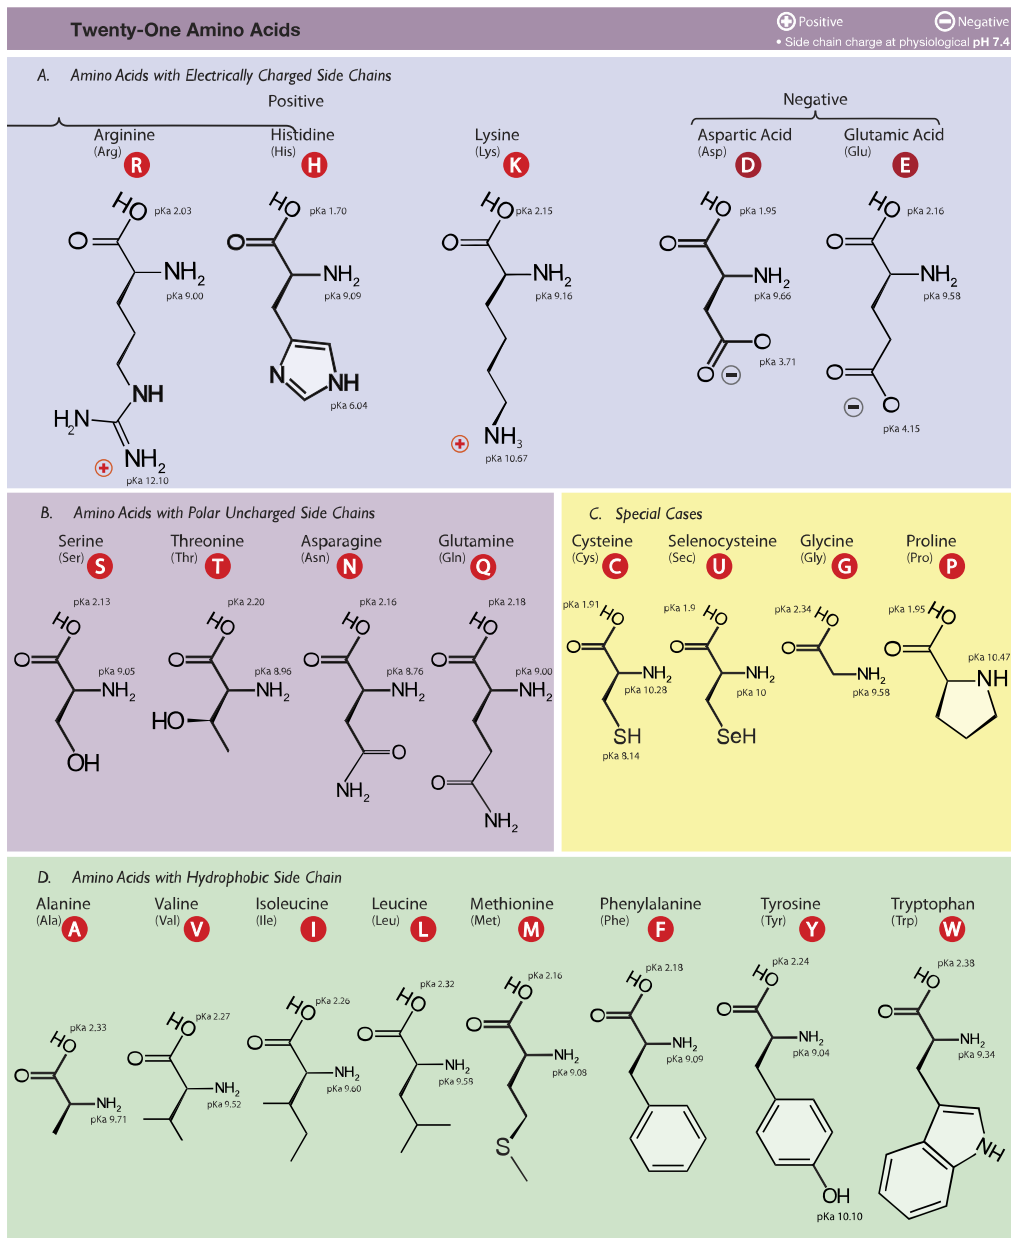 Twenty-One Amino Acids
+ Positive
− Negative
• Side chain charge at physiological pH 7.4
A. Amino Acids with Electrically Charged Side Chains
Positive
Negative
Arginine
(Arg)
R
Histidine
(His)
H
Lysine
(Lys)
K
Aspartic Acid
(Asp)
D
Glutamic Acid
(Glu)
E
HO
pKa 2.03
O
NH2
pKa 9.00
NH
H2N
NH2
+
pKa 12.10
HO
pKa 1.70
O
NH2
pKa 9.09
N
NH
pKa 6.04
HO
pKa 2.15
O
NH2
pKa 9.16
NH3
+
pKa 10.67
HO
pKa 1.95
O
NH2
pKa 9.66
O
pKa 3.71
O
−
HO
pKa 2.16
O
NH2
pKa 9.58
O
−
O
pKa 4.15
B. Amino Acids with Polar Uncharged Side Chains
Serine
(Ser)
S
Threonine
(Thr)
T
Asparagine
(Asn)
N
Glutamine
(Gln)
Q
pKa 2.13
HO
O
pKa 9.05
NH2
OH
pKa 2.20
HO
O
pKa 8.96
NH2
HO
pKa 2.16
HO
O
pKa 8.76
NH2
O
NH2
pKa 2.18
HO
O
pKa 9.00
NH2
O
NH2
C. Special Cases
Cysteine
(Cys)
C
Selenocysteine
(Sec)
U
Glycine
(Gly)
G
Proline
(Pro)
P
pKa 1.91
HO
O
NH2
pKa 10.28
SH
pKa 8.14
pKa 1.9
HO
O
NH2
pKa 10
SeH
pKa 2.34
HO
O
NH2
pKa 9.58
pKa 1.95
HO
O
pKa 10.47
NH
D. Amino Acids with Hydrophobic Side Chain
Alanine
(Ala)
A
Valine
(Val)
V
Isoleucine
(Ile)
I
Leucine
(Leu)
L
Methionine
(Met)
M
Phenylalanine
(Phe)
F
Tyrosine
(Tyr)
Y
Tryptophan
(Trp)
W
pKa 2.33
HO
O
NH2
pKa 9.71
pKa 2.27
HO
O
NH2
pKa 9.52
pKa 2.26
HO
O
NH2
pKa 9.60
pKa 2.32
HO
O
NH2
pKa 9.58
pKa 2.16
HO
O
NH2
pKa 9.08
S
pKa 2.18
HO
O
NH2
pKa 9.09
pKa 2.24
HO
O
NH2
pKa 9.04
OH
pKa 10.10
pKa 2.38
HO
O
NH2
pKa 9.34
NH